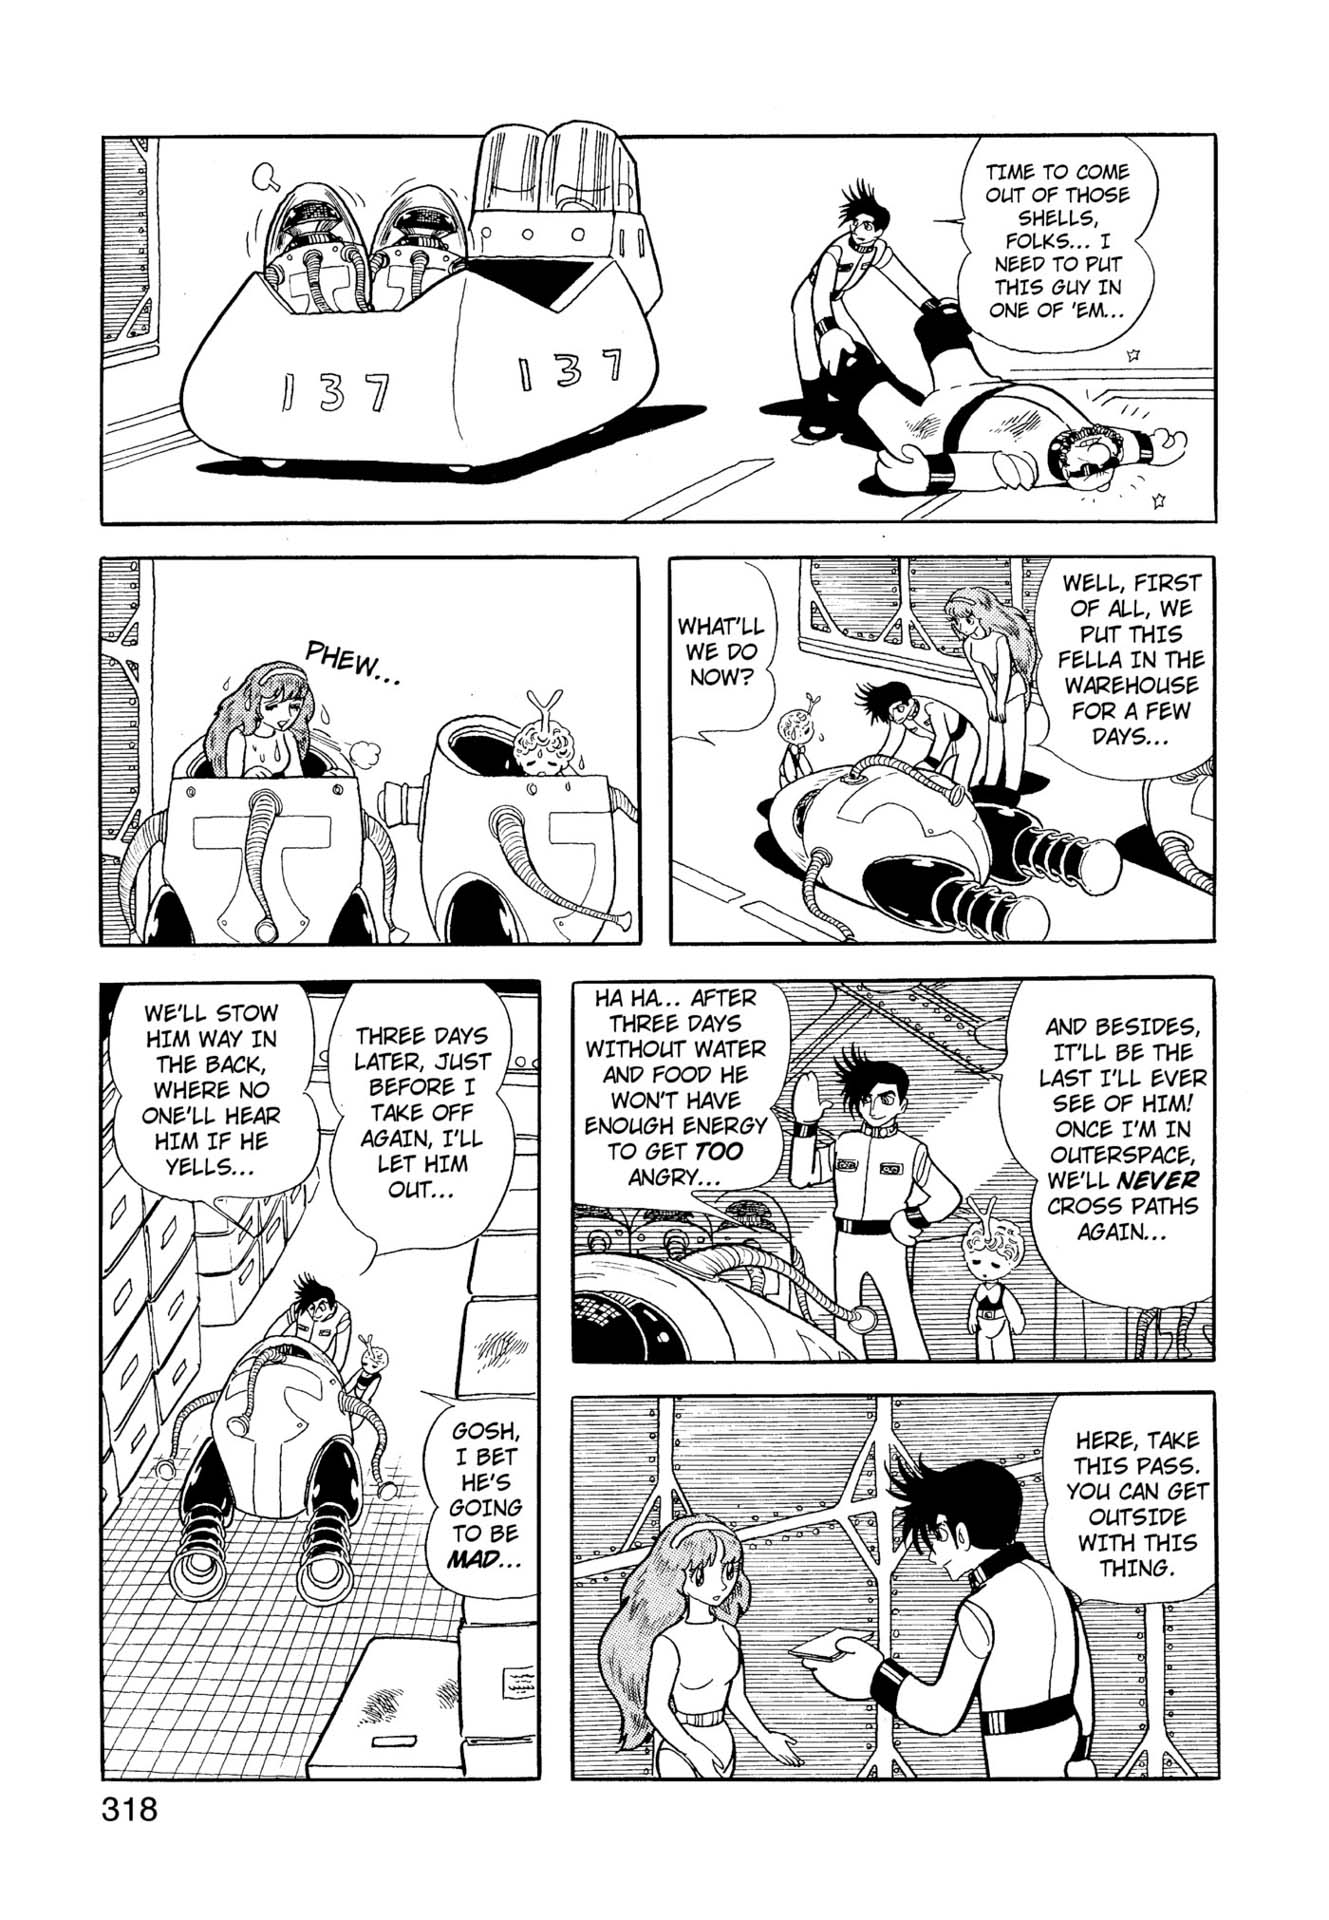 TIME TO COME
OUT OF THOSE
SHELLS,
FOLKS... I
NEED TO PUT
THIS GUY IN
ONE OF 'EM...
137
137
PHEW...
WHAT'LL
WE DO
NOW?
WELL, FIRST
OF ALL, WE
PUT THIS
FELLA IN THE
WAREHOUSE
FOR A FEW
DAYS...
WE'LL STOW
HIM WAY IN
THE BACK,
WHERE NO
ONE'LL HEAR
HIM IF HE
YELLS...
THREE DAYS
LATER, JUST
BEFORE I
TAKE OFF
AGAIN, I'LL
LET HIM
OUT...
GOSH,
I BET
HE'S
GOING
TO BE
MAD...
HA HA... AFTER
THREE DAYS
WITHOUT WATER
AND FOOD HE
WON'T HAVE
ENOUGH ENERGY
TO GET TOO
ANGRY...
AND BESIDES,
IT'LL BE THE
LAST I'LL EVER
SEE OF HIM!
ONCE I'M IN
OUTERSPACE,
WE'LL NEVER
CROSS PATHS
AGAIN...
HERE, TAKE
THIS PASS.
YOU CAN GET
OUTSIDE
WITH THIS
THING.
318